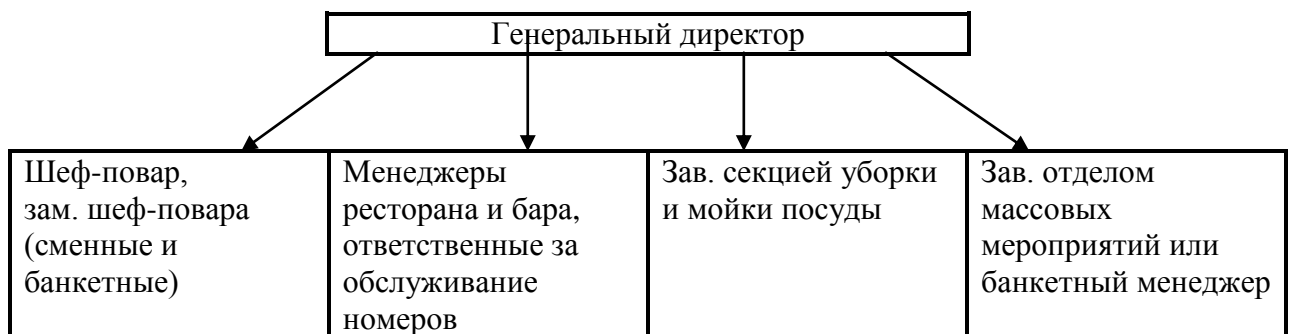 Генеральный директор
Шеф-повар,
зам. шеф-повара
(сменные и
банкетные)
Менеджеры
ресторана и бара,
ответственные за
обслуживание
номеров
Зав. секцией уборки
и мойки посуды
Зав. отделом
массовых
мероприятий или
банкетный менеджер